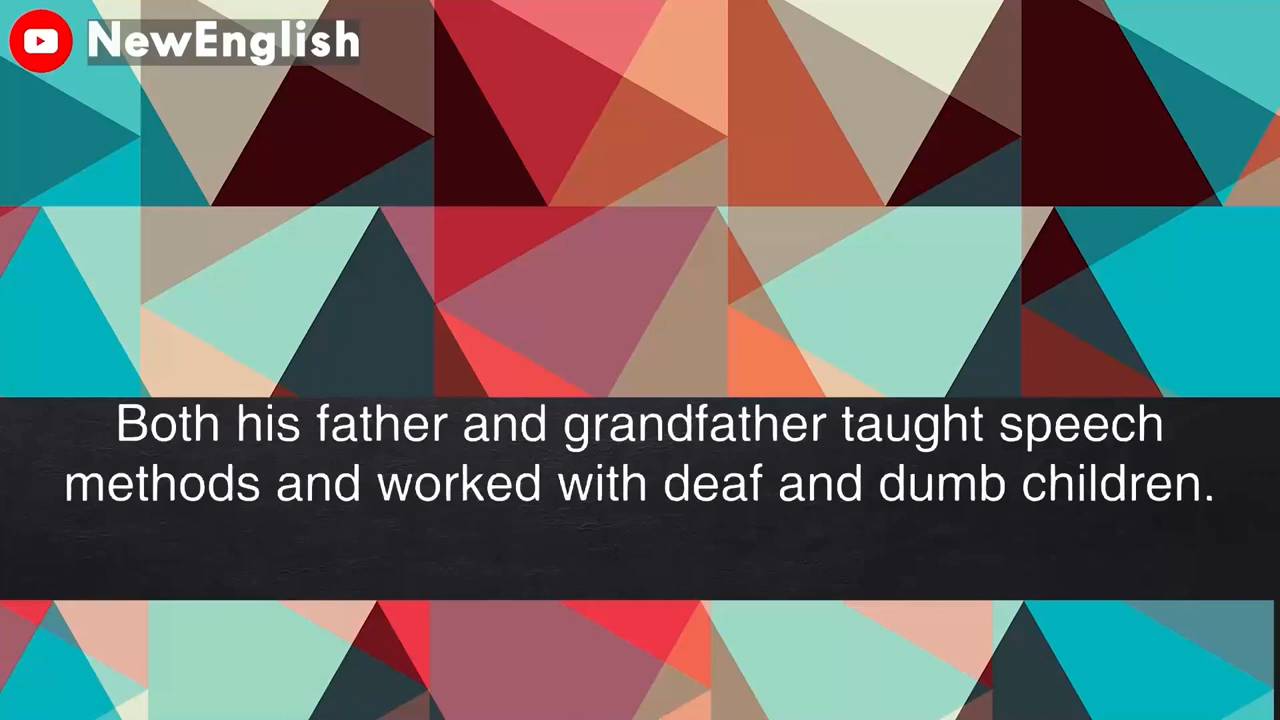 NewEnglish
Both his father and grandfather taught speech
methods and worked with deaf and dumb children.